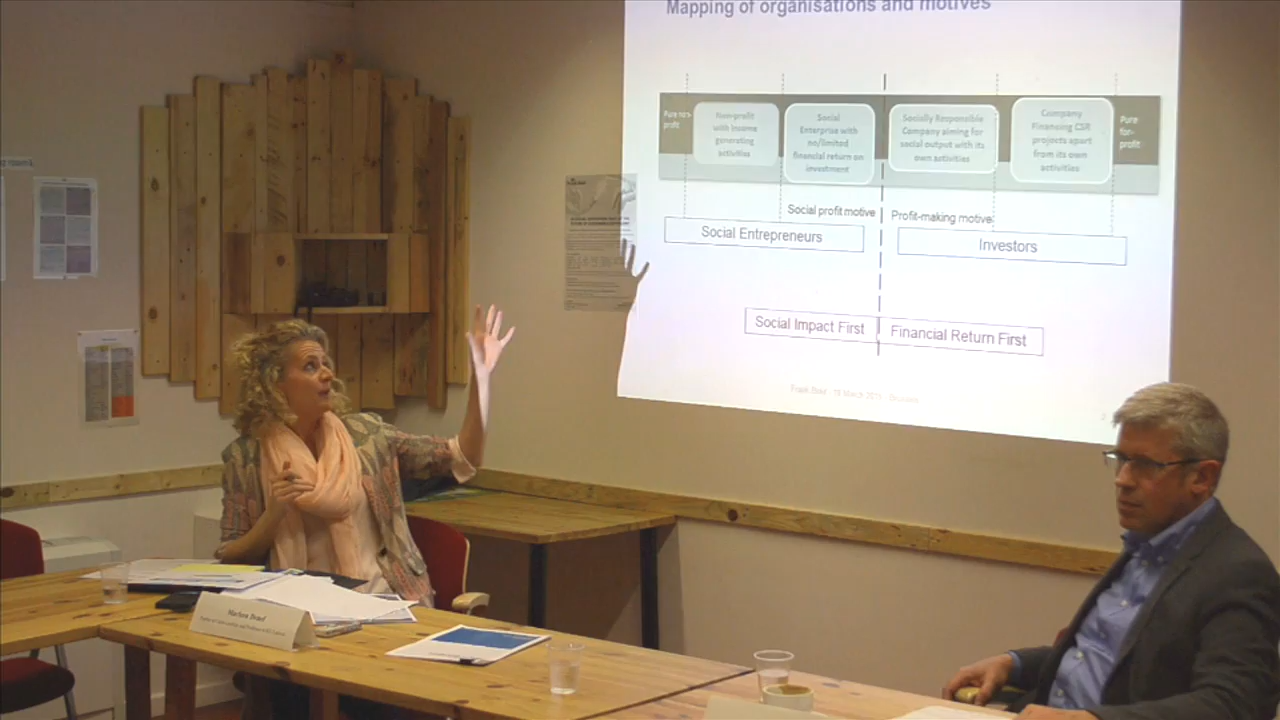 Mapping of organisations and motives
Pure non-
profit
Non-profit
with Income
generating
activities
Social
Enterprise with
no/limited
financial return on
investment
Socially Responsible
Company aiming for
social output with its
own activities
Company
Financing CSR
projects apart
from its own
activities
Pure
for-
profit
Social profit motive
Profit-making motive
Social Entrepreneurs
Investors
Social Impact First
Financial Return First